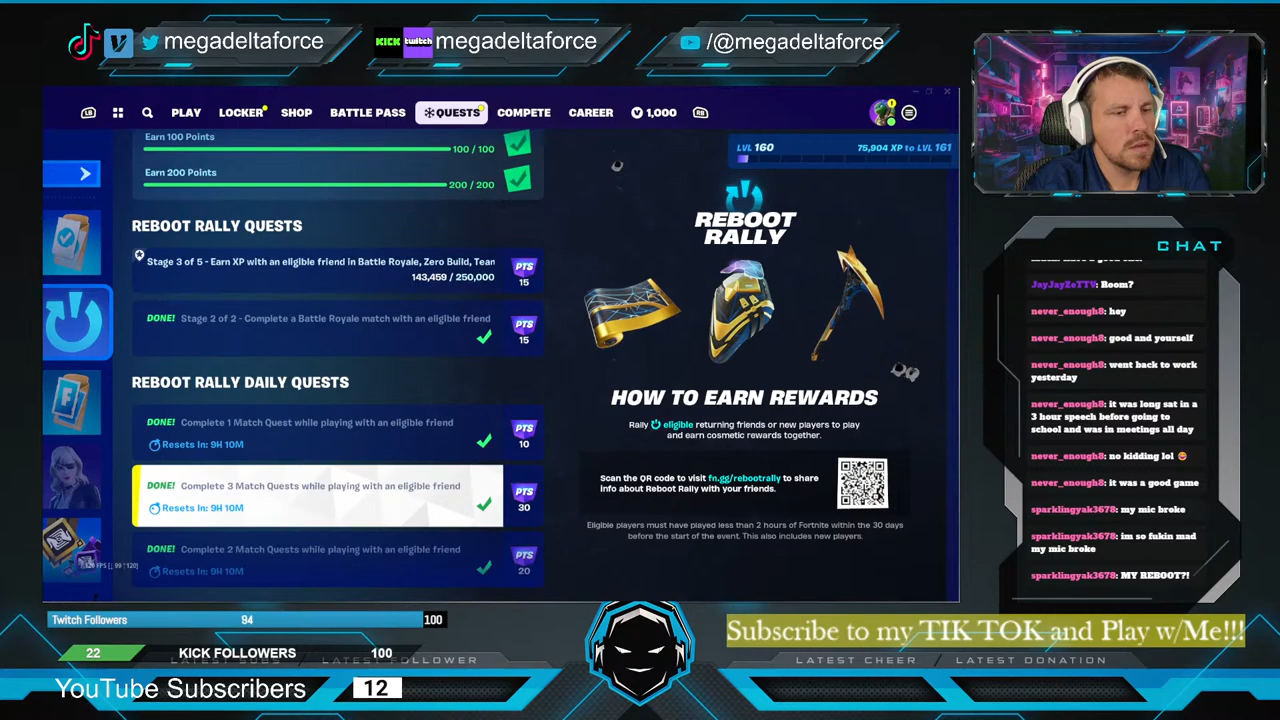 megadeltaforce
KICK twitch megadeltaforce
/@megadeltaforce
LB PLAY LOCKER SHOP BATTLE PASS QUESTS COMPETE CAREER 1,000 RB
Earn 100 Points
100 / 100
Earn 200 Points
200 / 200
LVL 160 75,904 XP to LVL 161
REBOOT RALLY QUESTS
Stage 3 of 5 - Earn XP with an eligible friend in Battle Royale, Zero Build, Team
143,459 / 250,000
PTS
15
DONE! Stage 2 of 2 - Complete a Battle Royale match with an eligible friend
PTS
15
REBOOT RALLY DAILY QUESTS
DONE! Complete 1 Match Quest while playing with an eligible friend
Resets In: 9H 10M
PTS
10
DONE! Complete 3 Match Quests while playing with an eligible friend
Resets In: 9H 10M
PTS
30
DONE! Complete 2 Match Quests while playing with an eligible friend
Resets In: 9H 10M
PTS
20
REBOOT
RALLY
HOW TO EARN REWARDS
Rally eligible returning friends or new players to play
and earn cosmetic rewards together.
Scan the QR code to visit fn.gg/rebootrally to share
info about Reboot Rally with your friends.
Eligible players must have played less than 2 hours of Fortnite within the 30 days
before the start of the event. This also includes new players.
CHAT
JayJayZeTTV: Room?
never_enough8: hey
never_enough8: good and yourself
never_enough8: went back to work
yesterday
never_enough8: it was long sat in a
3 hour speech before going to
school and was in meetings all day
never_enough8: no kidding lol
never_enough8: it was a good game
sparklingyak3678: my mic broke
sparklingyak3678: im so fukin mad
my mic broke
sparklingyak3678: MY REBOOT?!
Twitch Followers 94 100
22 KICK FOLLOWERS 100
LATEST SUBS LATEST FOLLOWER
YouTube Subscribers 12
Subscribe to my TIK TOK and Play w/Me!!!
LATEST CHEER LATEST DONATION